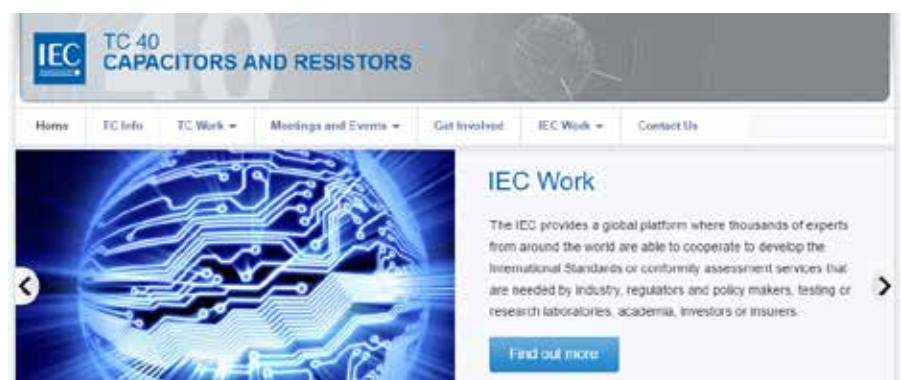 IEC
TC 40
CAPACITORS AND RESISTORS
Home TC Info TC Work Meetings and Events Get Involved IEC Work Contact Us
IEC Work
The IEC provides a global platform where thousands of experts
from around the world are able to cooperate to develop the
International Standards or conformity assessment services that
are needed by industry, regulators and policy makers, testing or
research laboratories, academia, investors or insurers.
Find out more